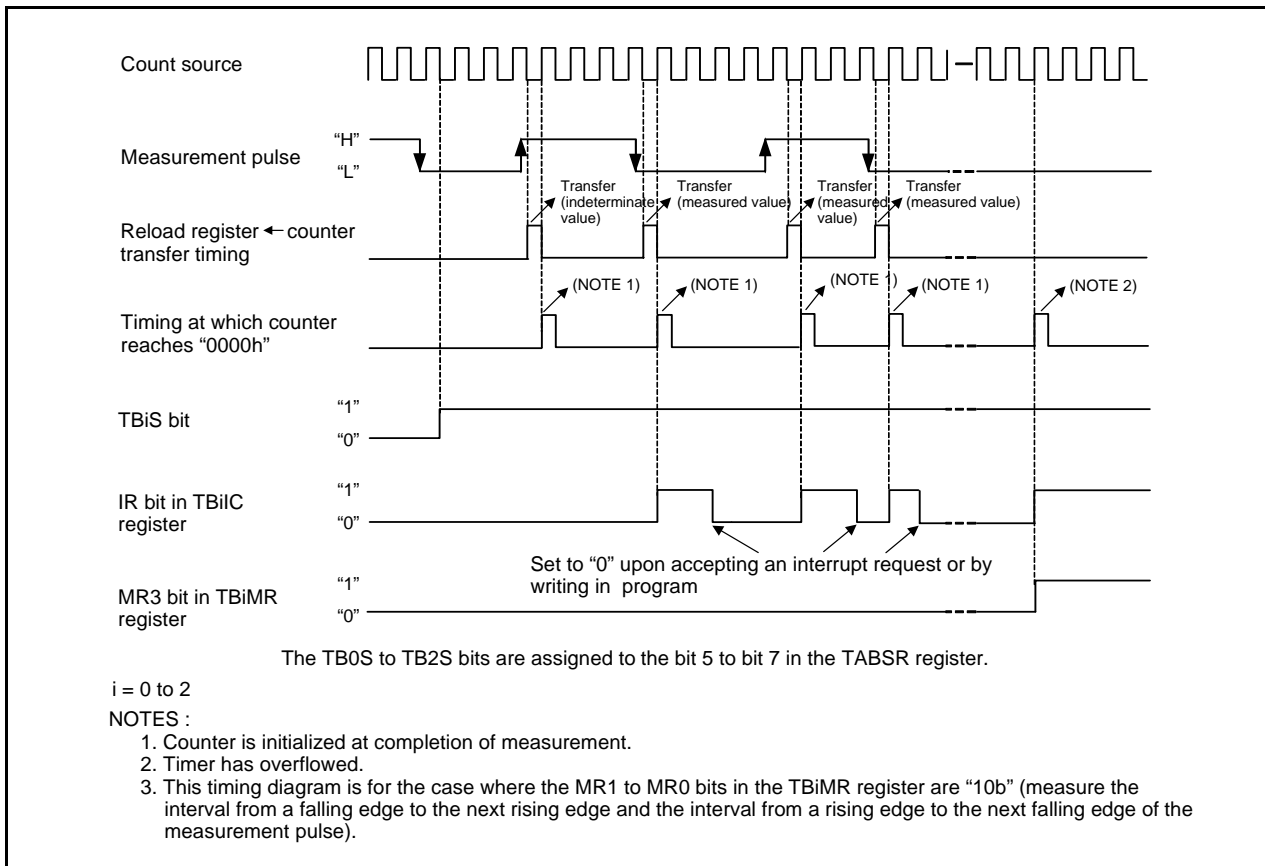 Count source
Measurement pulse
“H”
“L”
Transfer
(indeterminate
value)
Transfer
(measured value)
Transfer
(measured
value)
Transfer
(measured value)
Reload register ← counter
transfer timing
(NOTE 1)
(NOTE 1)
(NOTE 1)
(NOTE 1)
(NOTE 2)
Timing at which counter
reaches “0000h”
TBiS bit
“1”
“0”
IR bit in TBiIC
register
“1”
“0”
Set to “0” upon accepting an interrupt request or by
writing in program
MR3 bit in TBiMR
register
“1”
“0”
The TB0S to TB2S bits are assigned to the bit 5 to bit 7 in the TABSR register.
i = 0 to 2
NOTES :
1. Counter is initialized at completion of measurement.
2. Timer has overflowed.
3. This timing diagram is for the case where the MR1 to MR0 bits in the TBiMR register are “10b” (measure the
interval from a falling edge to the next rising edge and the interval from a rising edge to the next falling edge of the
measurement pulse).